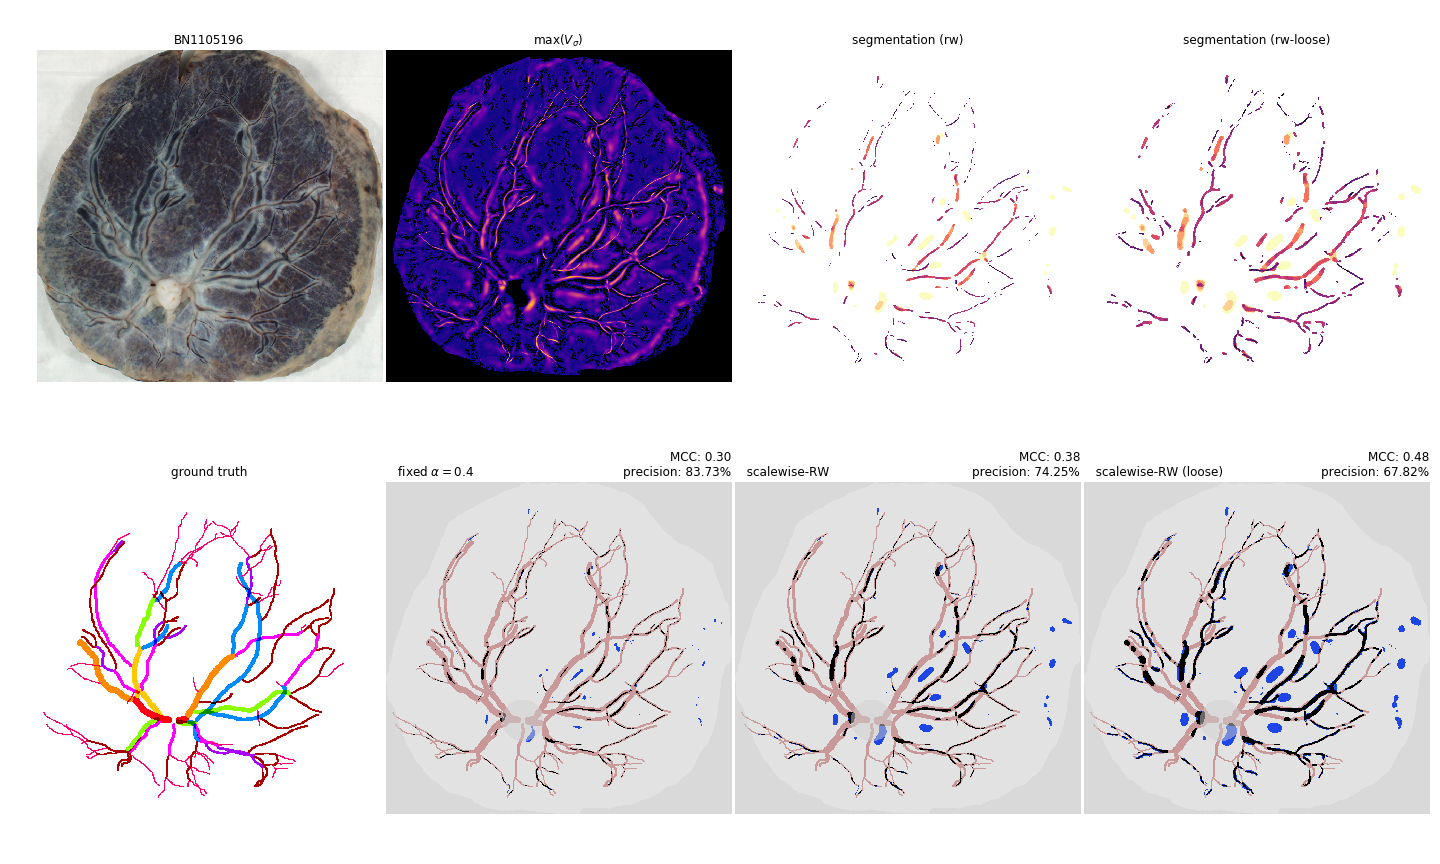 BN1105196
max(V_σ)
segmentation (rw)
segmentation (rw-loose)
ground truth
fixed α = 0.4
MCC: 0.30
precision: 83.73%
scalewise-RW
MCC: 0.38
precision: 74.25%
scalewise-RW (loose)
MCC: 0.48
precision: 67.82%